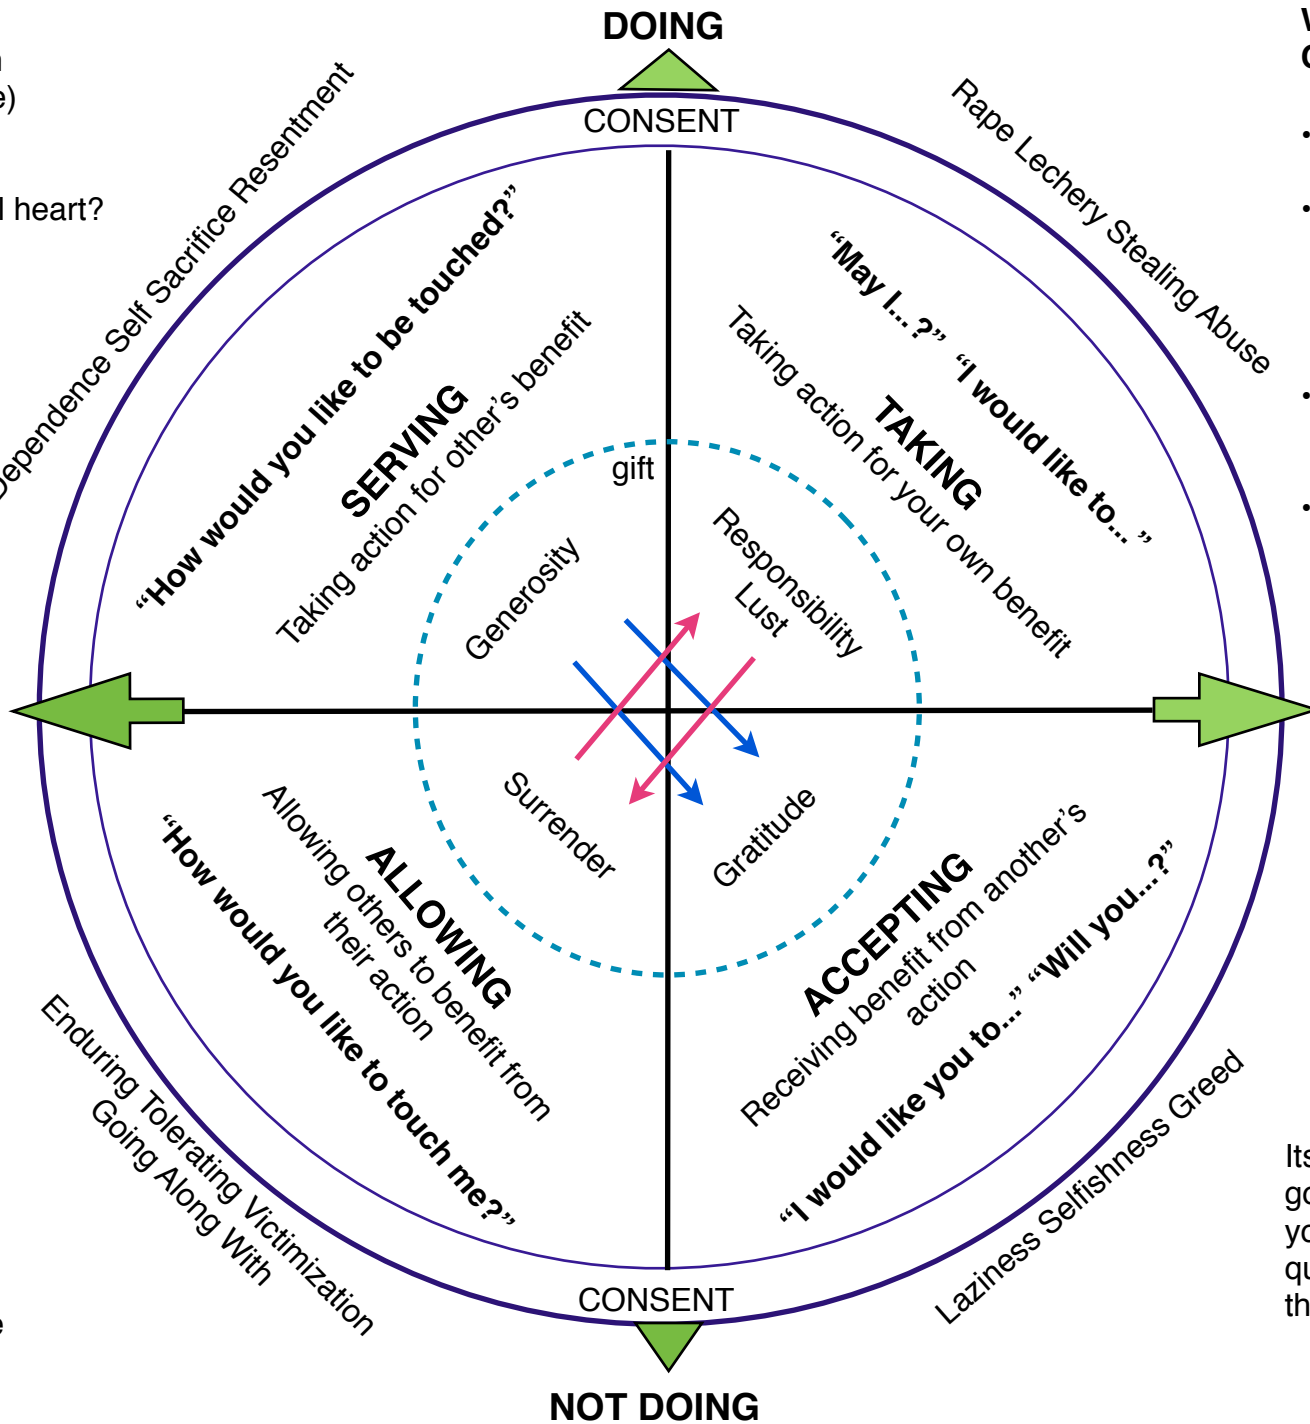 DOING
CONSENT
heart?
Dependence Self Sacrifice Resentment
“How would you like to be touched?”
SERVING
Taking action for other’s benefit
Generosity
gift
Rape Lechery Stealing Abuse
“May I...?” “I would like to...”
TAKING
Taking action for your own benefit
Responsibility
Lust
Surrender
ALLOWING
Allowing others to benefit from
their action
“How would you like to touch me?”
Enduring Tolerating Victimization
Going Along With
Gratitude
ACCEPTING
Receiving benefit from another’s
action
“I would like you to...” “Will you...?”
Laziness Selfishness Greed
Its
CONSENT
NOT DOING